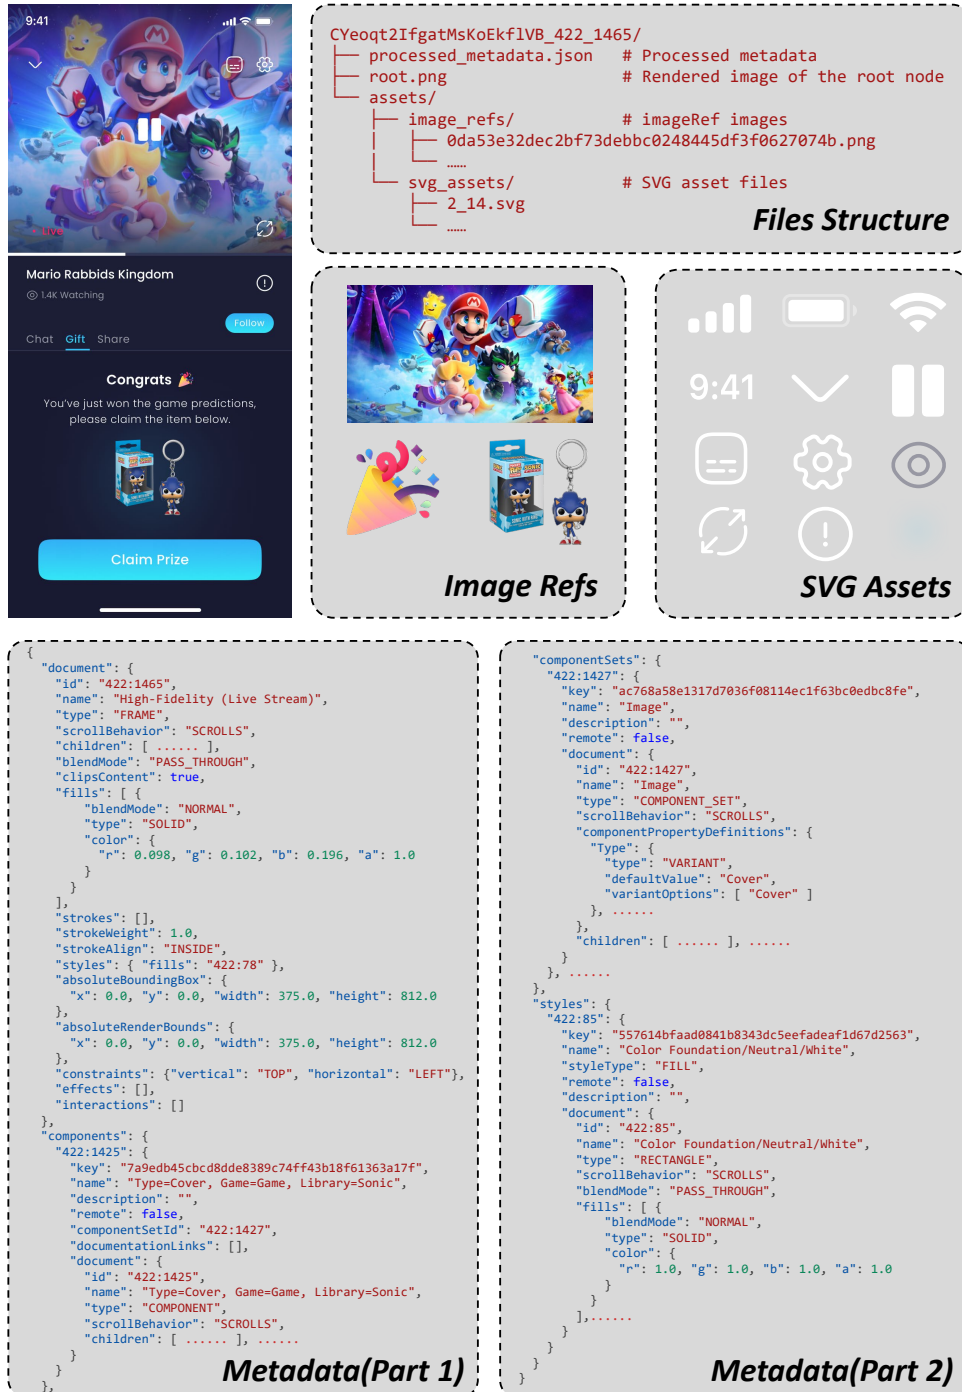 9:41
• Live
Mario Rabbids Kingdom
1.4K Watching
Follow
Chat Gift Share
Congrats 🎉
You've just won the game predictions,
please claim the item below.
Claim Prize
CYeoqt2IfgatMsKoEkflVB_422_1465/
├── processed_metadata.json # Processed metadata
├── root.png # Rendered image of the root node
└── assets/
├── image_refs/ # imageRef images
│ ├── 0da53e32dec2bf73debbc0248445df3f0627074b.png
│ └── ……
└── svg_assets/ # SVG asset files
├── 2_14.svg
└── ……
Files Structure
Image Refs
9:41
SVG Assets
{
"document": {
"id": "422:1465",
"name": "High-Fidelity (Live Stream)",
"type": "FRAME",
"scrollBehavior": "SCROLLS",
"children": [ ...... ],
"blendMode": "PASS_THROUGH",
"clipsContent": true,
"fills": [ {
"blendMode": "NORMAL",
"type": "SOLID",
"color": {
"r": 0.098, "g": 0.102, "b": 0.196, "a": 1.0
}
}
],
"strokes": [],
"strokeWeight": 1.0,
"strokeAlign": "INSIDE",
"styles": { "fills": "422:78" },
"absoluteBoundingBox": {
"x": 0.0, "y": 0.0, "width": 375.0, "height": 812.0
},
"absoluteRenderBounds": {
"x": 0.0, "y": 0.0, "width": 375.0, "height": 812.0
},
"constraints": {"vertical": "TOP", "horizontal": "LEFT"},
"effects": [],
"interactions": []
},
"components": {
"422:1425": {
"key": "7a9edb45cbcd8dde8389c74ff43b18f61363a17f",
"name": "Type=Cover, Game=Game, Library=Sonic",
"description": "",
"remote": false,
"componentSetId": "422:1427",
"documentationLinks": [],
"document": {
"id": "422:1425",
"name": "Type=Cover, Game=Game, Library=Sonic",
"type": "COMPONENT",
"scrollBehavior": "SCROLLS",
"children": [ ...... ], ......
}
}
},
Metadata(Part 1)
"componentSets": {
"422:1427": {
"key": "ac768a58e1317d7036f08114ec1f63bc0edbc8fe",
"name": "Image",
"description": "",
"remote": false,
"document": {
"id": "422:1427",
"name": "Image",
"type": "COMPONENT_SET",
"scrollBehavior": "SCROLLS",
"componentPropertyDefinitions": {
"Type": {
"type": "VARIANT",
"defaultValue": "Cover",
"variantOptions": [ "Cover" ]
}, ......
},
"children": [ ...... ], ......
}
}, ......
},
"styles": {
"422:85": {
"key": "557614bfaad0841b8343dc5eefadeaf1d67d2563",
"name": "Color Foundation/Neutral/White",
"styleType": "FILL",
"remote": false,
"description": "",
"document": {
"id": "422:85",
"name": "Color Foundation/Neutral/White",
"type": "RECTANGLE",
"scrollBehavior": "SCROLLS",
"blendMode": "PASS_THROUGH",
"fills": [ {
"blendMode": "NORMAL",
"type": "SOLID",
"color": {
"r": 1.0, "g": 1.0, "b": 1.0, "a": 1.0
}
}
],......
}
}
}
}
Metadata(Part 2)